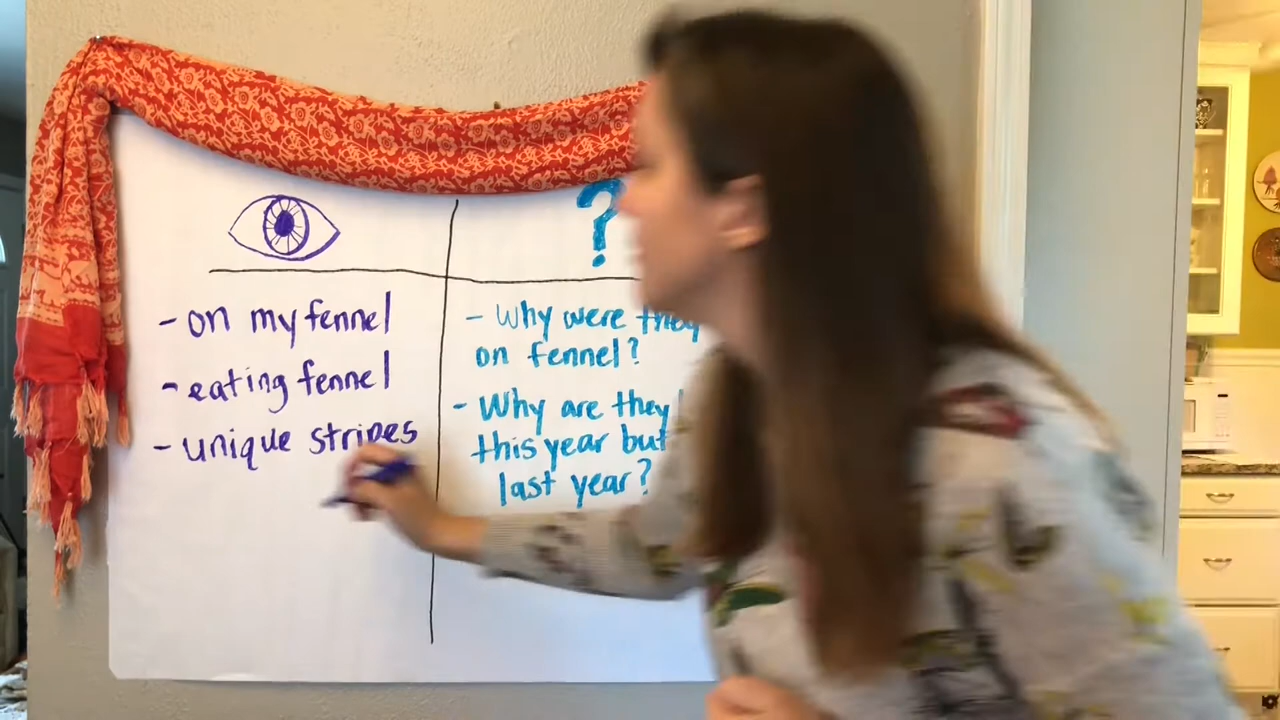 ?
- on my fennel
- eating fennel
- unique stripes
- Why were they
on fennel?
- Why are they
this year but
last year?